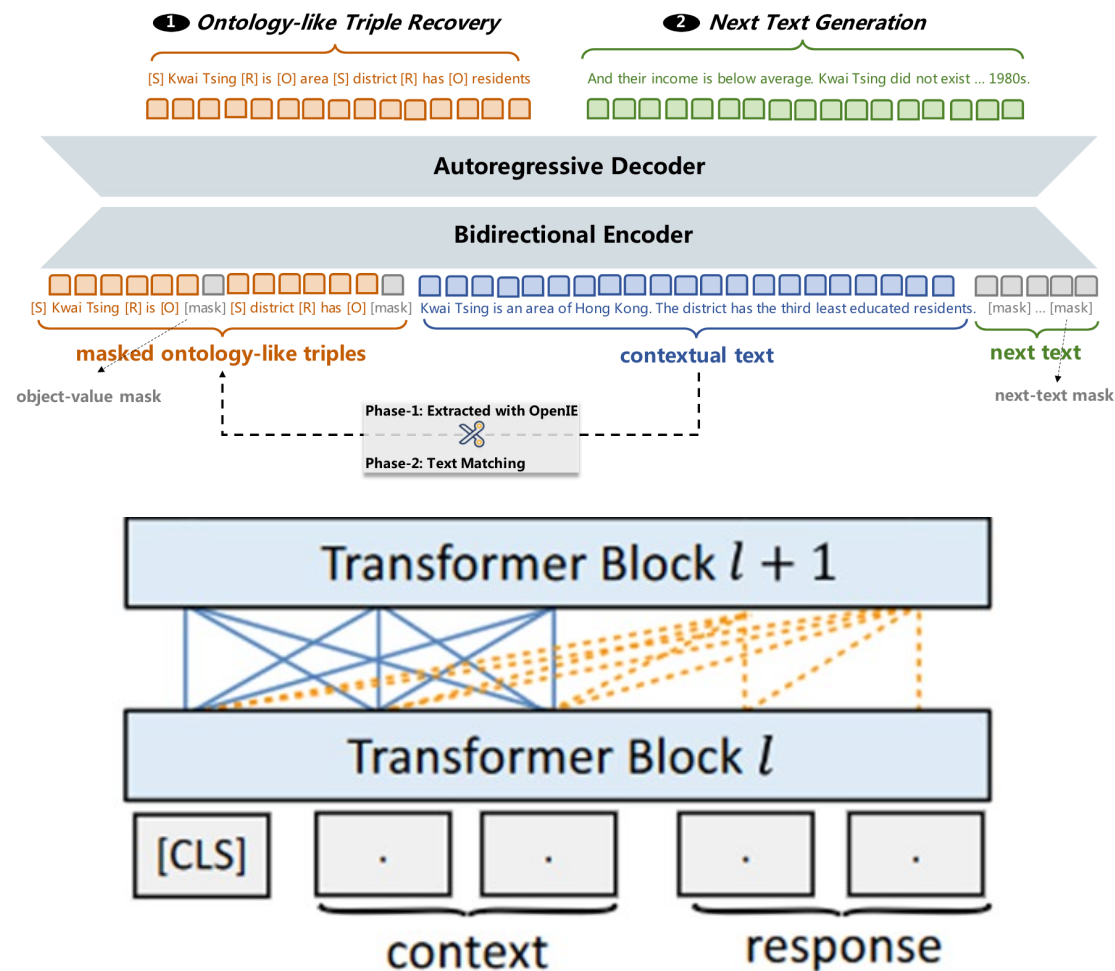 1 Ontology-like Triple Recovery
2 Next Text Generation
[S] Kwai Tsing [R] is [O] area [S] district [R] has [O] residents
And their income is below average. Kwai Tsing did not exist ... 1980s.
Autoregressive Decoder
Bidirectional Encoder
[S] Kwai Tsing [R] is [O] [mask] [S] district [R] has [O] [mask]
Kwai Tsing is an area of Hong Kong. The district has the third least educated residents.
[mask] ... [mask]
masked ontology-like triples
contextual text
next text
object-value mask
next-text mask
Phase-1: Extracted with OpenIE
Phase-2: Text Matching
Transformer Block l + 1
Transformer Block l
[CLS]
.
.
.
.
context
response